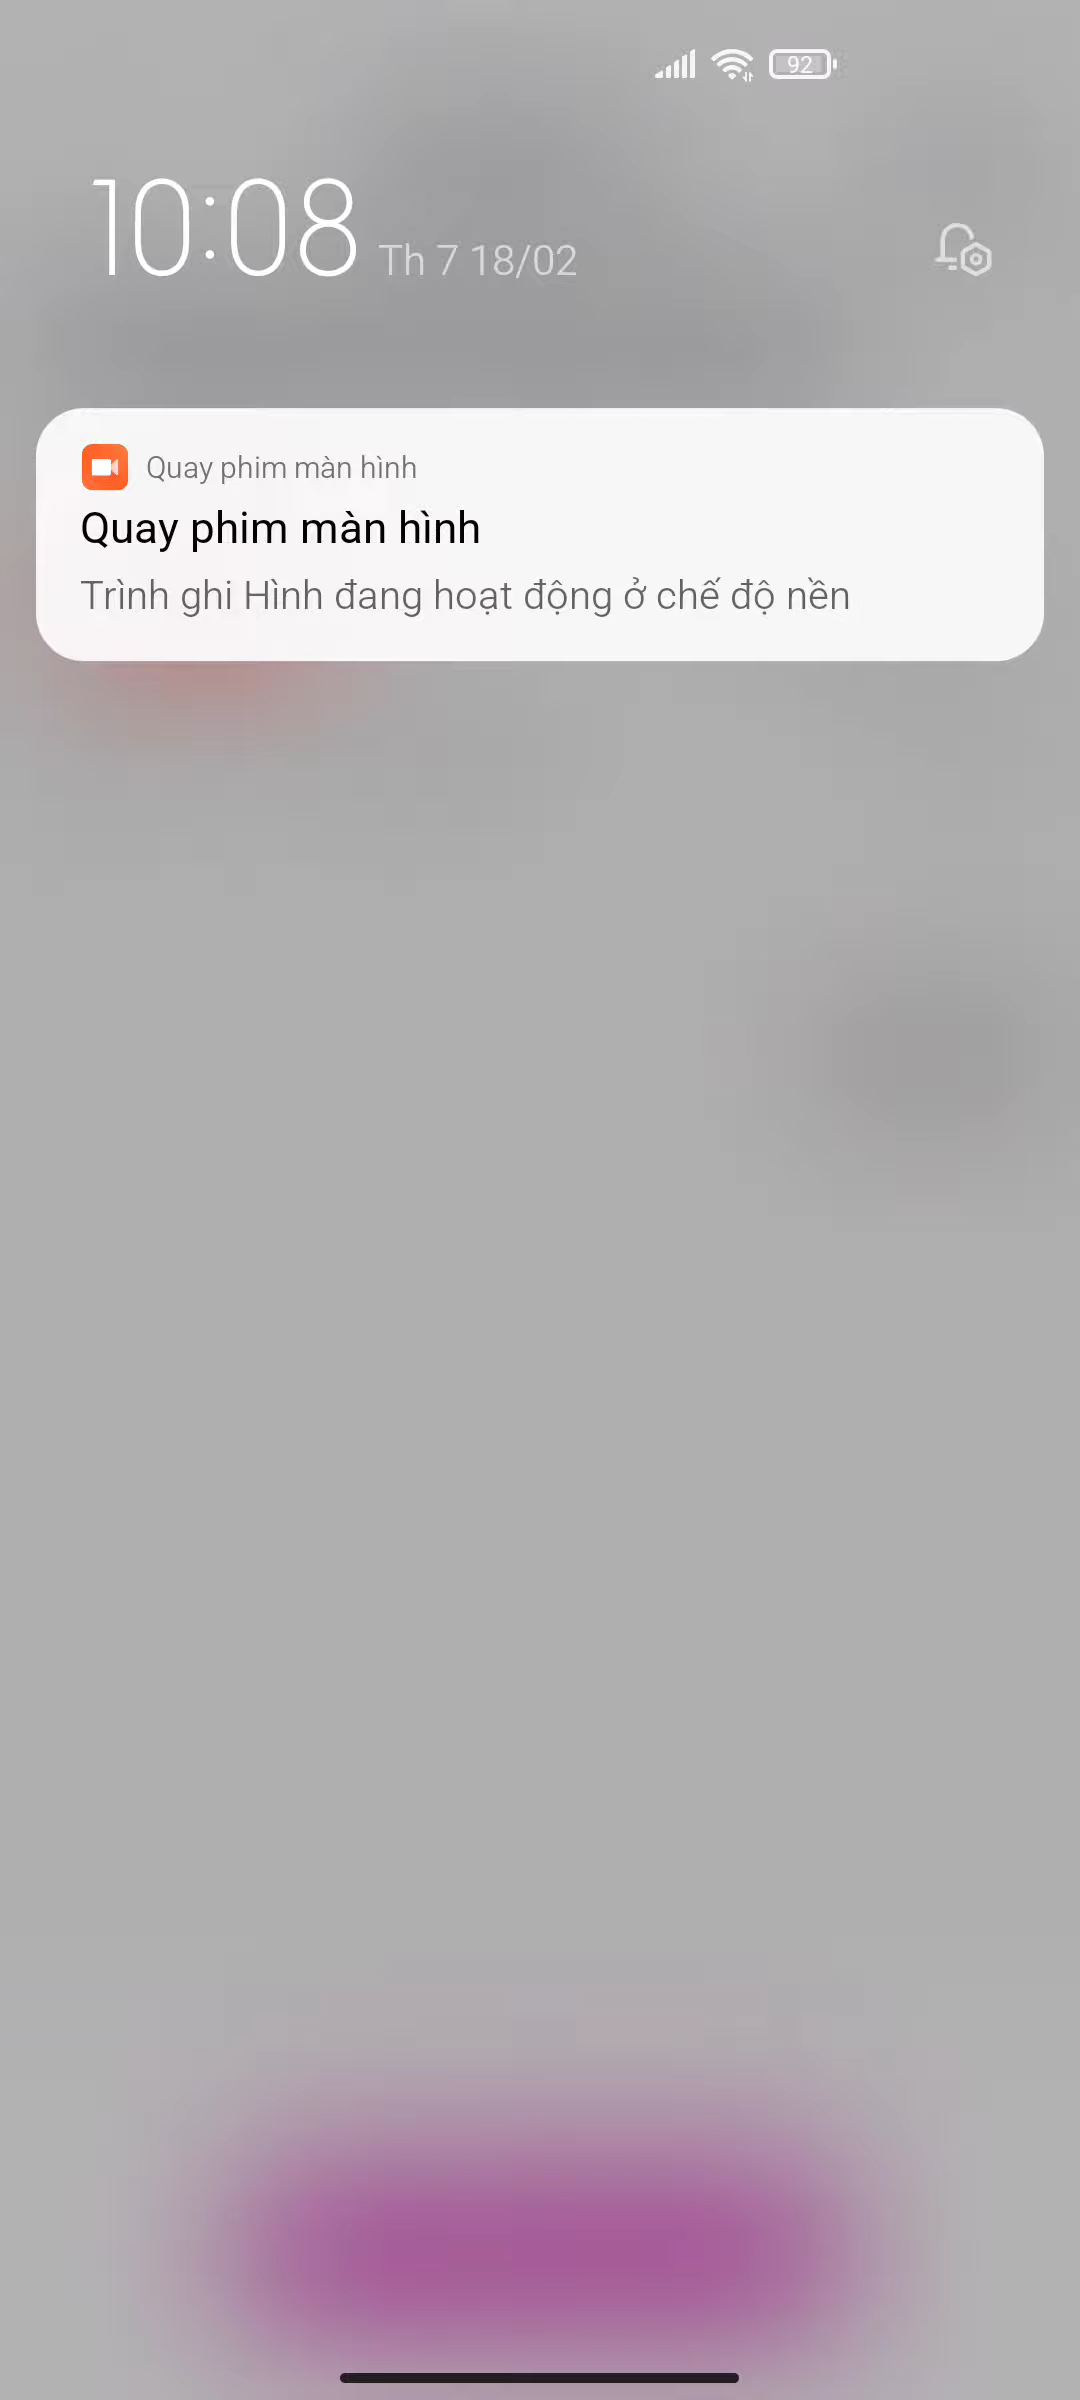 92
10:08 Th 7 18/02
Quay phim màn hình
Quay phim màn hình
Trình ghi Hình đang hoạt động ở chế độ nền